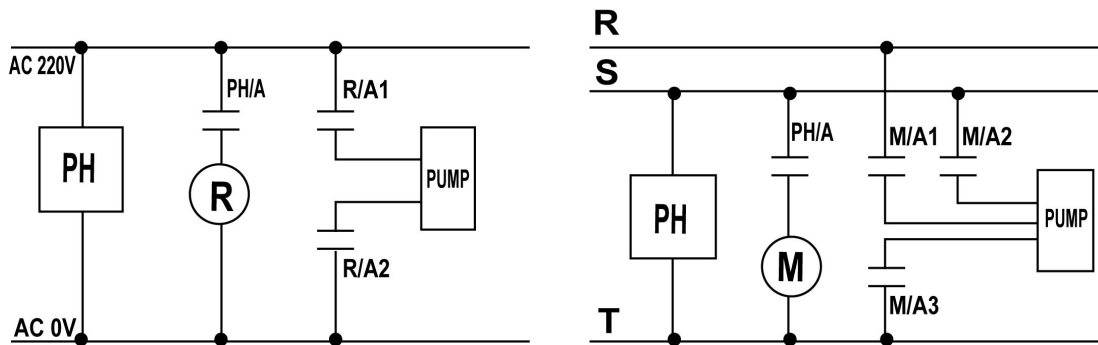 AC 220V
PH/A
R/A1
PH
R
PUMP
R/A2
AC 0V
R
S
PH/A
M/A1
M/A2
PH
M
PUMP
M/A3
T